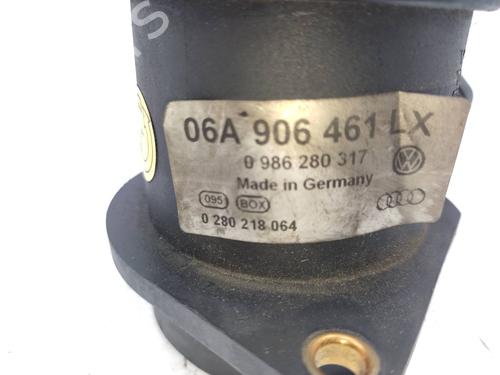 06A 906 461 LX
0 986 280 317
Made in Germany
095 BOX
0 280 218 064